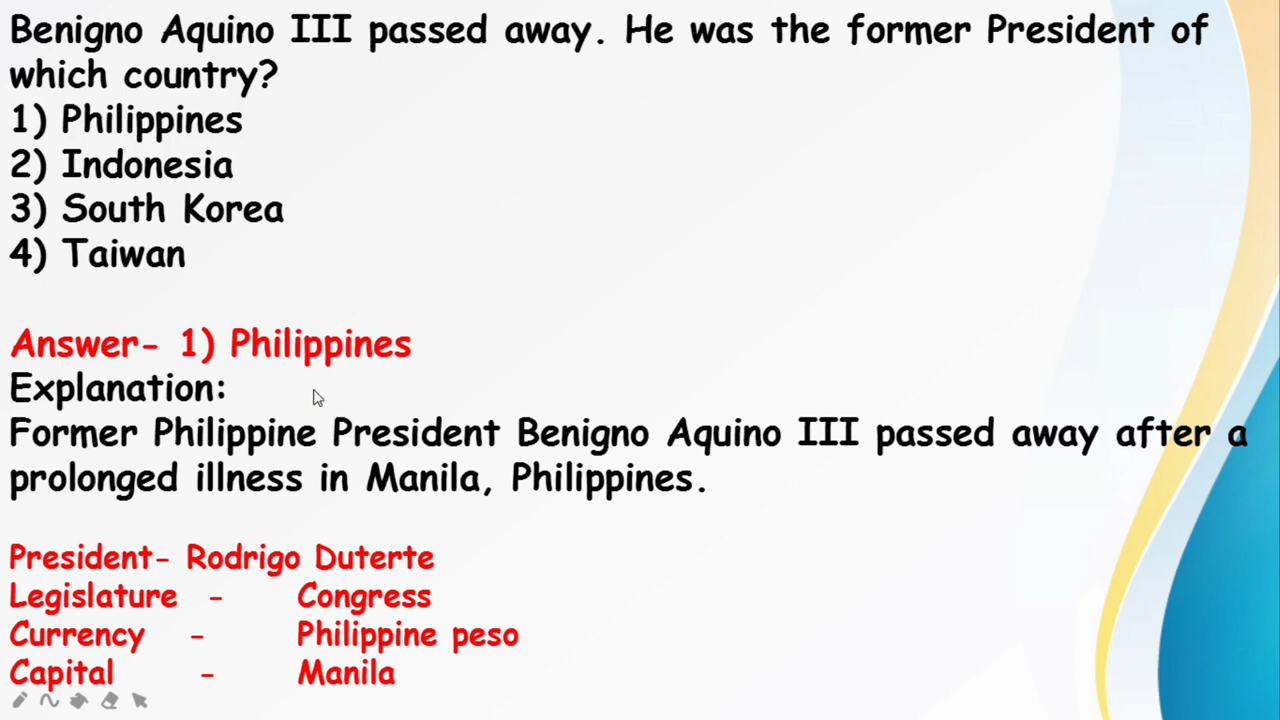 Benigno Aquino III passed away. He was the former President of
which country?
1) Philippines
2) Indonesia
3) South Korea
4) Taiwan
Answer- 1) Philippines
Explanation:
Former Philippine President Benigno Aquino III passed away after a
prolonged illness in Manila, Philippines.
President- Rodrigo Duterte
Legislature - Congress
Currency - Philippine peso
Capital - Manila